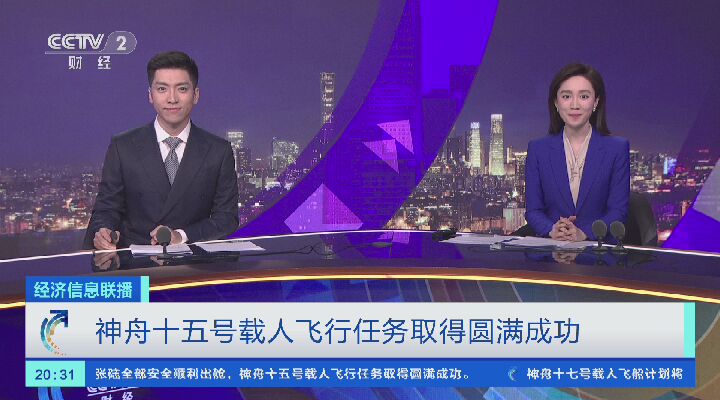 CCTV 2
财经
经济信息联播
神舟十五号载人飞行任务取得圆满成功
20:31 张陆全部安全顺利出舱，神舟十五号载人飞行任务取得圆满成功。 神舟十七号载人飞船计划将